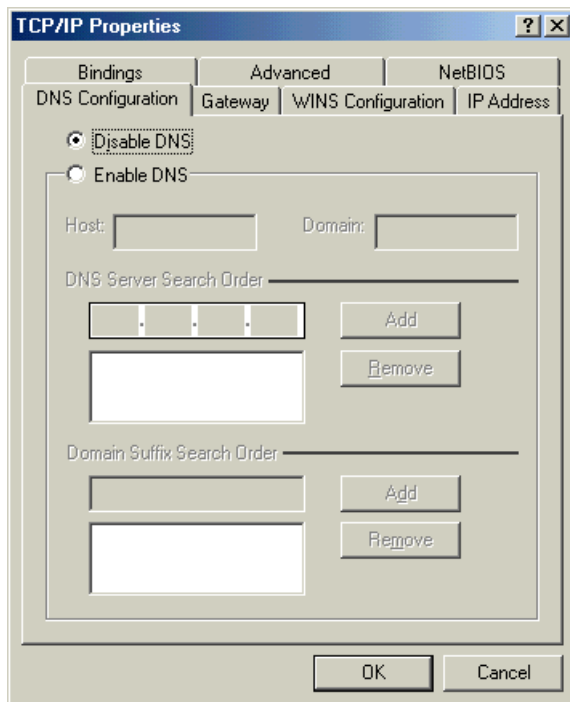 TCP/IP Properties
Bindings Advanced NetBIOS
DNS Configuration Gateway WINS Configuration IP Address
Disable DNS
Enable DNS
Host: Domain:
DNS Server Search Order
. . . Add
Remove
Domain Suffix Search Order
Add
Remove
OK Cancel